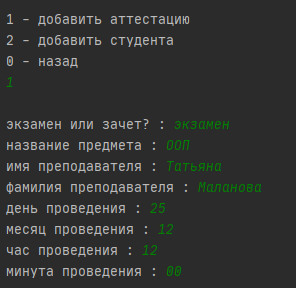 1 - добавить аттестацию
2 - добавить студента
0 - назад
1
экзамен или зачет? : экзамен
название предмета : ООП
имя преподавателя : Татьяна
фамилия преподавателя : Маланова
день проведения : 25
месяц проведения : 12
час проведения : 12
минута проведения : 00